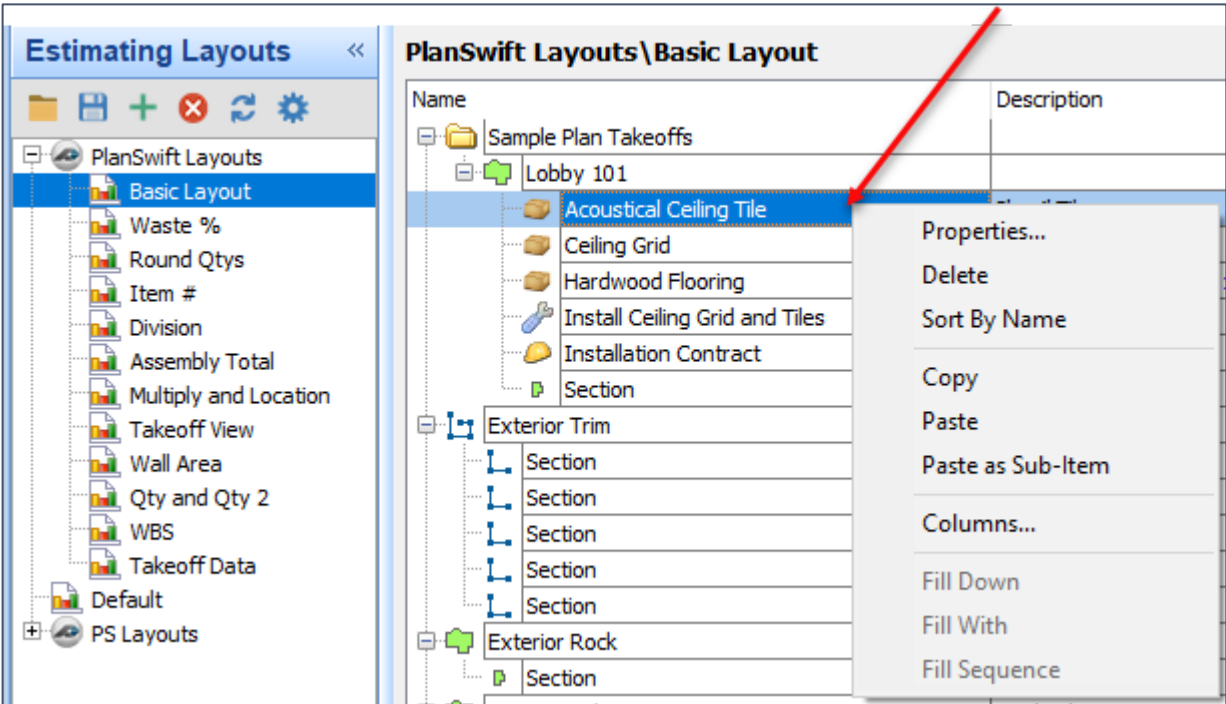 Estimating Layouts «
PlanSwift Layouts
Basic Layout
Waste %
Round Qtys
Item #
Division
Assembly Total
Multiply and Location
Takeoff View
Wall Area
Qty and Qty 2
WBS
Takeoff Data
Default
PS Layouts
PlanSwift Layouts\Basic Layout
Name Description
Sample Plan Takeoffs
Lobby 101
Acoustical Ceiling Tile
Ceiling Grid
Hardwood Flooring
Install Ceiling Grid and Tiles
Installation Contract
Section
Exterior Trim
Section
Section
Section
Section
Section
Exterior Rock
Section
Properties...
Delete
Sort By Name
Copy
Paste
Paste as Sub-Item
Columns...
Fill Down
Fill With
Fill Sequence